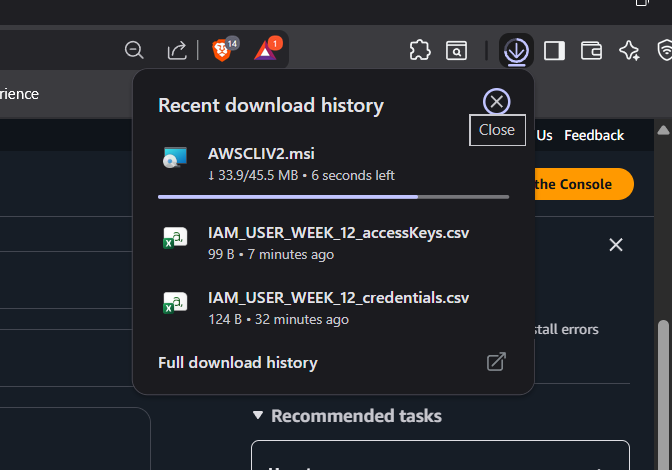 14
1
rience
Recent download history
Close
Us Feedback
AWSCLIV2.msi
↓ 33.9/45.5 MB • 6 seconds left
the Console
IAM_USER_WEEK_12_accessKeys.csv
99 B • 7 minutes ago
IAM_USER_WEEK_12_credentials.csv
124 B • 32 minutes ago
stall errors
Full download history
Recommended tasks